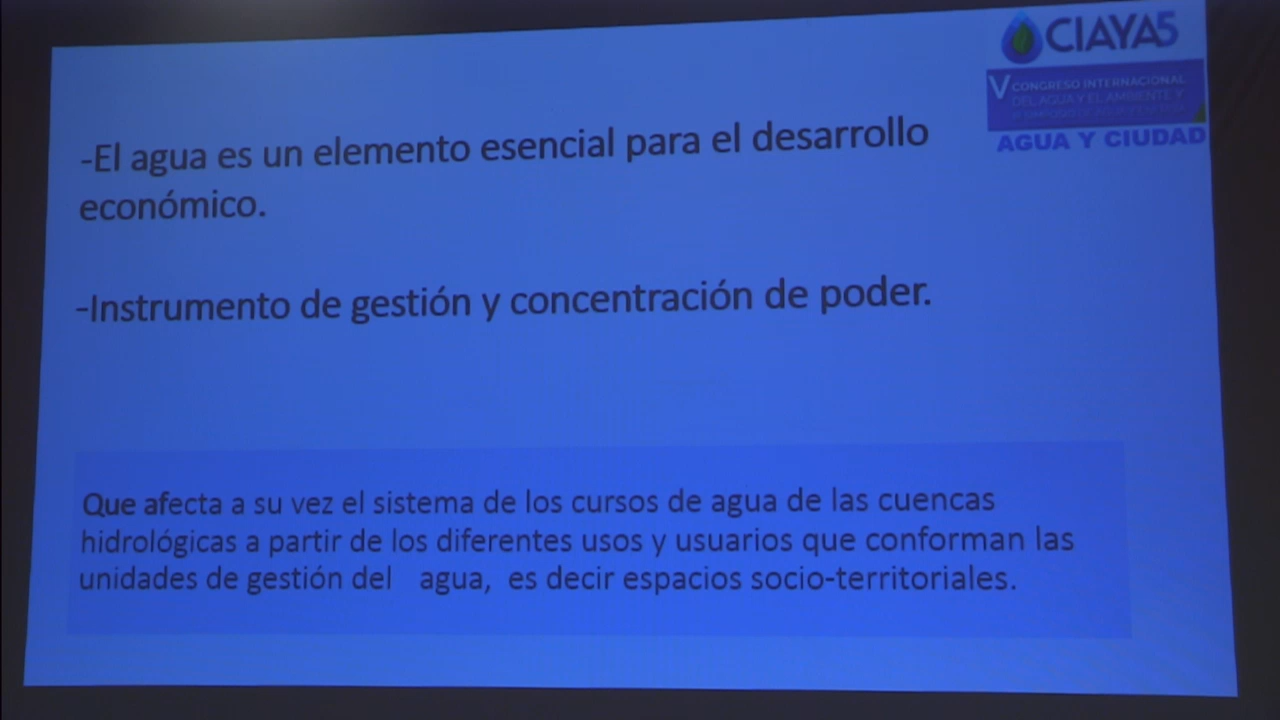 CIAYA5
V CONGRESO INTERNACIONAL
DEL AGUA Y EL AMBIENTE Y
AGUA Y CIUDAD
-El agua es un elemento esencial para el desarrollo
económico.
-Instrumento de gestión y concentración de poder.
Que afecta a su vez el sistema de los cursos de agua de las cuencas
hidrológicas a partir de los diferentes usos y usuarios que conforman las
unidades de gestión del agua, es decir espacios socio-territoriales.